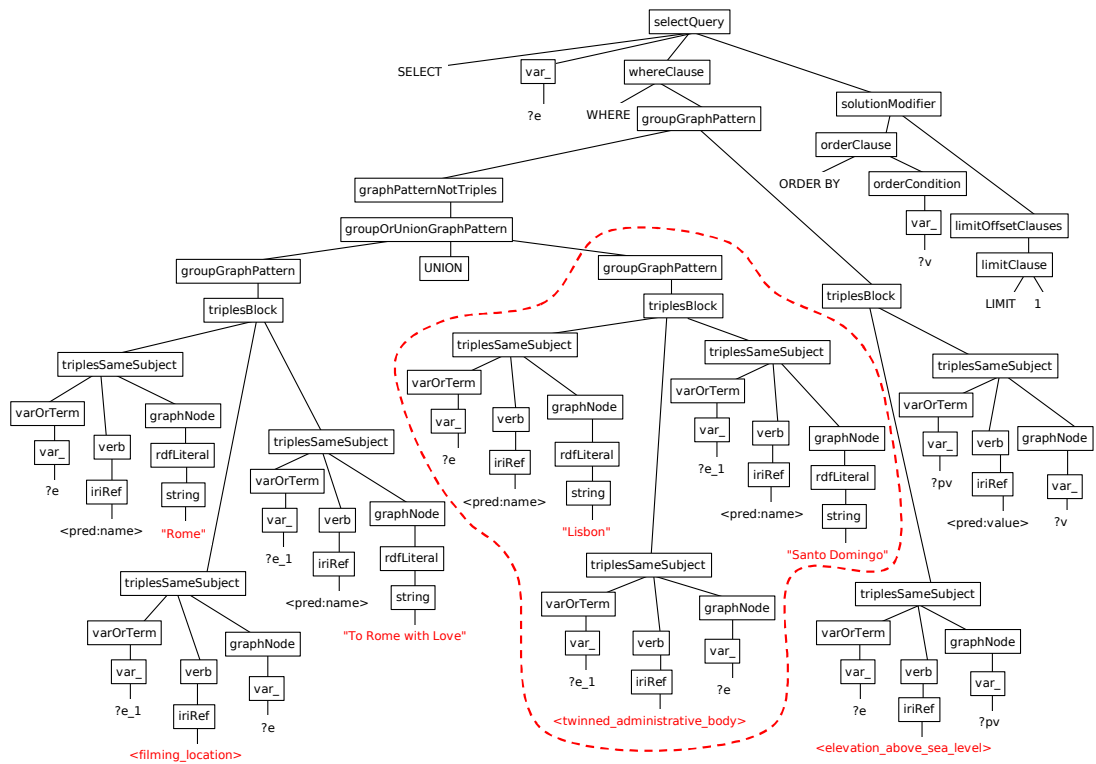 selectQuery
SELECT
var_
whereClause
?e
WHERE
groupGraphPattern
solutionModifier
orderClause
ORDER BY
orderCondition
var_
?v
limitOffsetClauses
limitClause
LIMIT 1
graphPatternNotTriples
groupOrUnionGraphPattern
groupGraphPattern
UNION
groupGraphPattern
triplesBlock
triplesBlock
triplesBlock
triplesSameSubject
varOrTerm
var_
?e
verb
iriRef
<pred:name>
graphNode
rdfLiteral
string
"Rome"
triplesSameSubject
varOrTerm
var_
?e_1
verb
iriRef
<filming_location>
graphNode
var_
?e
triplesSameSubject
varOrTerm
var_
?e_1
verb
iriRef
<pred:name>
graphNode
rdfLiteral
string
"To Rome with Love"
triplesSameSubject
varOrTerm
var_
?e
verb
iriRef
<pred:name>
graphNode
rdfLiteral
string
"Lisbon"
triplesSameSubject
varOrTerm
var_
?e_1
verb
iriRef
<twinned_administrative_body>
graphNode
var_
?e
triplesSameSubject
varOrTerm
var_
?e_1
verb
iriRef
<pred:name>
graphNode
rdfLiteral
string
"Santo Domingo"
triplesSameSubject
varOrTerm
var_
?e
verb
iriRef
<elevation_above_sea_level>
graphNode
var_
?pv
triplesSameSubject
varOrTerm
var_
?pv
verb
iriRef
<pred:value>
graphNode
var_
?v